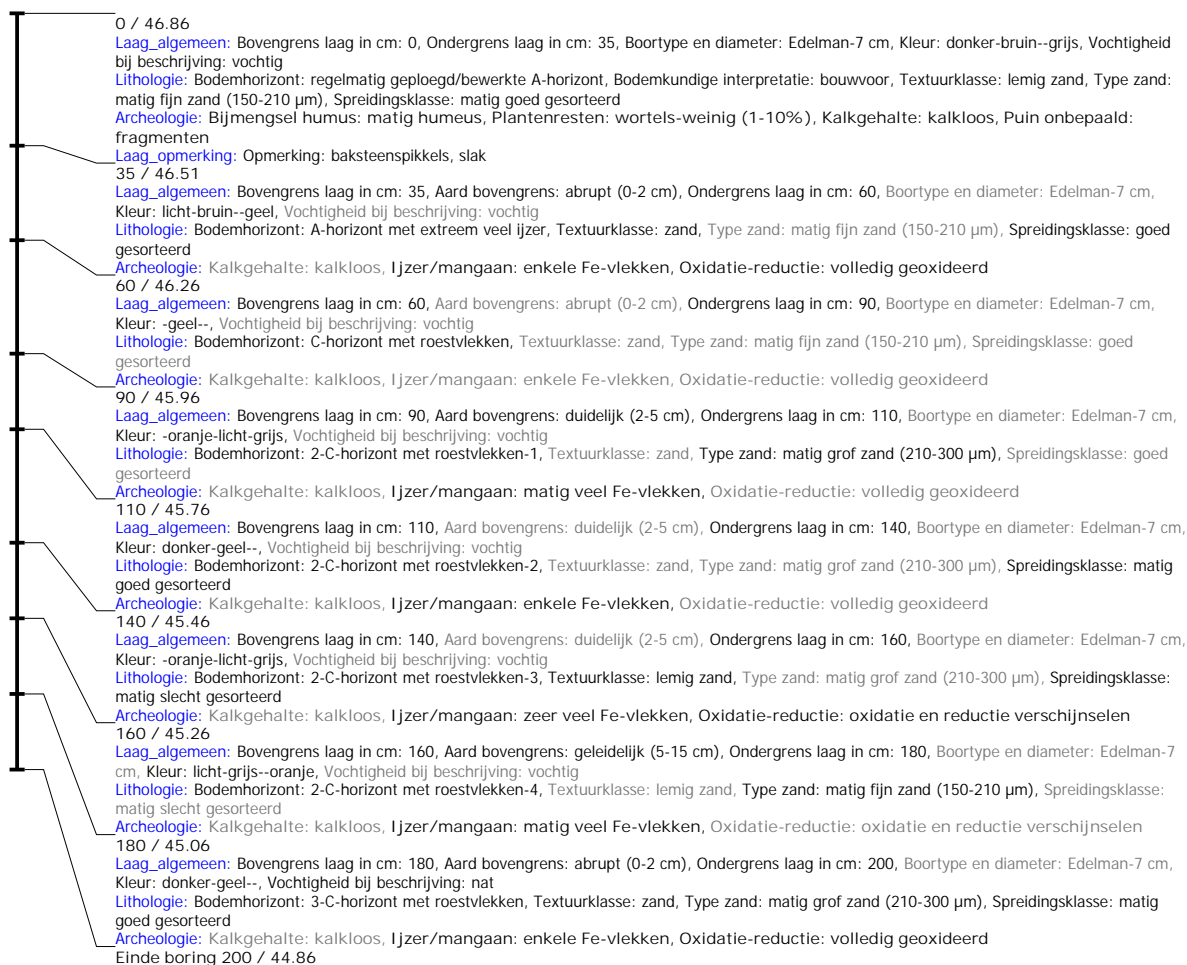 0 / 46.86
Laag_algemeen: Bovengrens laag in cm: 0, Ondergrens laag in cm: 35, Boortype en diameter: Edelman-7 cm, Kleur: donker-bruin--grijs, Vochtigheid
bij beschrijving: vochtig
Lithologie: Bodemhorizont: regelmatig geploegd/bewerkte A-horizont, Bodemkundige interpretatie: bouwvoor, Textuurklasse: lemig zand, Type zand:
matig fijn zand (150-210 µm), Spreidingsklasse: matig goed gesorteerd
Archeologie: Bijmengsel humus: matig humeus, Plantenresten: wortels-weinig (1-10%), Kalkgehalte: kalkloos, Puin onbepaald:
fragmenten
Laag_opmerking: Opmerking: baksteenspikkels, slak
35 / 46.51
Laag_algemeen: Bovengrens laag in cm: 35, Aard bovengrens: abrupt (0-2 cm), Ondergrens laag in cm: 60, Boortype en diameter: Edelman-7 cm,
Kleur: licht-bruin--geel, Vochtigheid bij beschrijving: vochtig
Lithologie: Bodemhorizont: A-horizont met extreem veel ijzer, Textuurklasse: zand, Type zand: matig fijn zand (150-210 µm), Spreidingsklasse: goed
gesorteerd
Archeologie: Kalkgehalte: kalkloos, Ijzer/mangaan: enkele Fe-vlekken, Oxidatie-reductie: volledig geoxideerd
60 / 46.26
Laag_algemeen: Bovengrens laag in cm: 60, Aard bovengrens: abrupt (0-2 cm), Ondergrens laag in cm: 90, Boortype en diameter: Edelman-7 cm,
Kleur: -geel--, Vochtigheid bij beschrijving: vochtig
Lithologie: Bodemhorizont: C-horizont met roestvlekken, Textuurklasse: zand, Type zand: matig fijn zand (150-210 µm), Spreidingsklasse: goed
gesorteerd
Archeologie: Kalkgehalte: kalkloos, Ijzer/mangaan: enkele Fe-vlekken, Oxidatie-reductie: volledig geoxideerd
90 / 45.96
Laag_algemeen: Bovengrens laag in cm: 90, Aard bovengrens: duidelijk (2-5 cm), Ondergrens laag in cm: 110, Boortype en diameter: Edelman-7 cm,
Kleur: -oranje-licht-grijs, Vochtigheid bij beschrijving: vochtig
Lithologie: Bodemhorizont: 2-C-horizont met roestvlekken-1, Textuurklasse: zand, Type zand: matig grof zand (210-300 µm), Spreidingsklasse: goed
gesorteerd
Archeologie: Kalkgehalte: kalkloos, Ijzer/mangaan: matig veel Fe-vlekken, Oxidatie-reductie: volledig geoxideerd
110 / 45.76
Laag_algemeen: Bovengrens laag in cm: 110, Aard bovengrens: duidelijk (2-5 cm), Ondergrens laag in cm: 140, Boortype en diameter: Edelman-7 cm,
Kleur: donker-geel--, Vochtigheid bij beschrijving: vochtig
Lithologie: Bodemhorizont: 2-C-horizont met roestvlekken-2, Textuurklasse: zand, Type zand: matig grof zand (210-300 µm), Spreidingsklasse: matig
goed gesorteerd
Archeologie: Kalkgehalte: kalkloos, Ijzer/mangaan: enkele Fe-vlekken, Oxidatie-reductie: volledig geoxideerd
140 / 45.46
Laag_algemeen: Bovengrens laag in cm: 140, Aard bovengrens: duidelijk (2-5 cm), Ondergrens laag in cm: 160, Boortype en diameter: Edelman-7 cm,
Kleur: -oranje-licht-grijs, Vochtigheid bij beschrijving: vochtig
Lithologie: Bodemhorizont: 2-C-horizont met roestvlekken-3, Textuurklasse: lemig zand, Type zand: matig grof zand (210-300 µm), Spreidingsklasse:
matig slecht gesorteerd
Archeologie: Kalkgehalte: kalkloos, Ijzer/mangaan: zeer veel Fe-vlekken, Oxidatie-reductie: oxidatie en reductie verschijnselen
160 / 45.26
Laag_algemeen: Bovengrens laag in cm: 160, Aard bovengrens: geleidelijk (5-15 cm), Ondergrens laag in cm: 180, Boortype en diameter: Edelman-7
cm, Kleur: licht-grijs--oranje, Vochtigheid bij beschrijving: vochtig
Lithologie: Bodemhorizont: 2-C-horizont met roestvlekken-4, Textuurklasse: lemig zand, Type zand: matig fijn zand (150-210 µm), Spreidingsklasse:
matig slecht gesorteerd
Archeologie: Kalkgehalte: kalkloos, Ijzer/mangaan: matig veel Fe-vlekken, Oxidatie-reductie: oxidatie en reductie verschijnselen
180 / 45.06
Laag_algemeen: Bovengrens laag in cm: 180, Aard bovengrens: abrupt (0-2 cm), Ondergrens laag in cm: 200, Boortype en diameter: Edelman-7 cm,
Kleur: donker-geel--, Vochtigheid bij beschrijving: nat
Lithologie: Bodemhorizont: 3-C-horizont met roestvlekken, Textuurklasse: zand, Type zand: matig grof zand (210-300 µm), Spreidingsklasse: matig
goed gesorteerd
Archeologie: Kalkgehalte: kalkloos, Ijzer/mangaan: enkele Fe-vlekken, Oxidatie-reductie: volledig geoxideerd
Einde boring 200 / 44.86